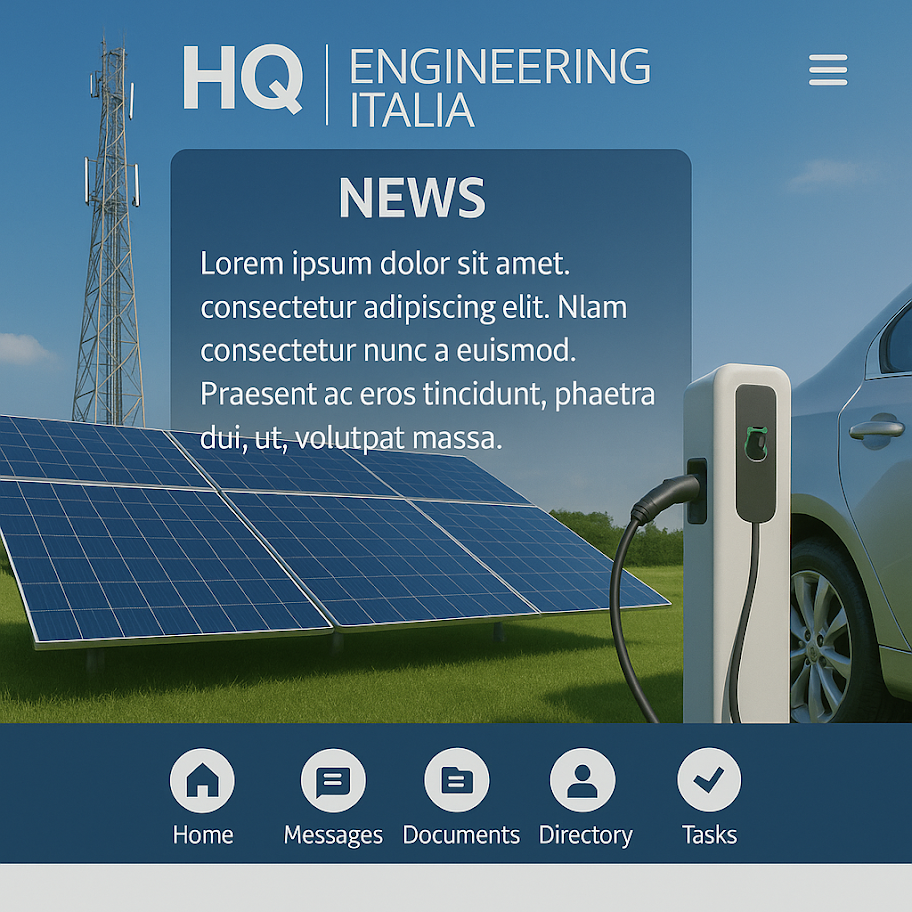 HQ
ENGINEERING
ITALIA
NEWS
Lorem ipsum dolor sit amet.
consectetur adipiscing elit. Nlam
consectetur nunc a euismod.
Praesent ac eros tincidunt, phaetra
dui, ut, volutpat massa.
Home Messages Documents Directory Tasks